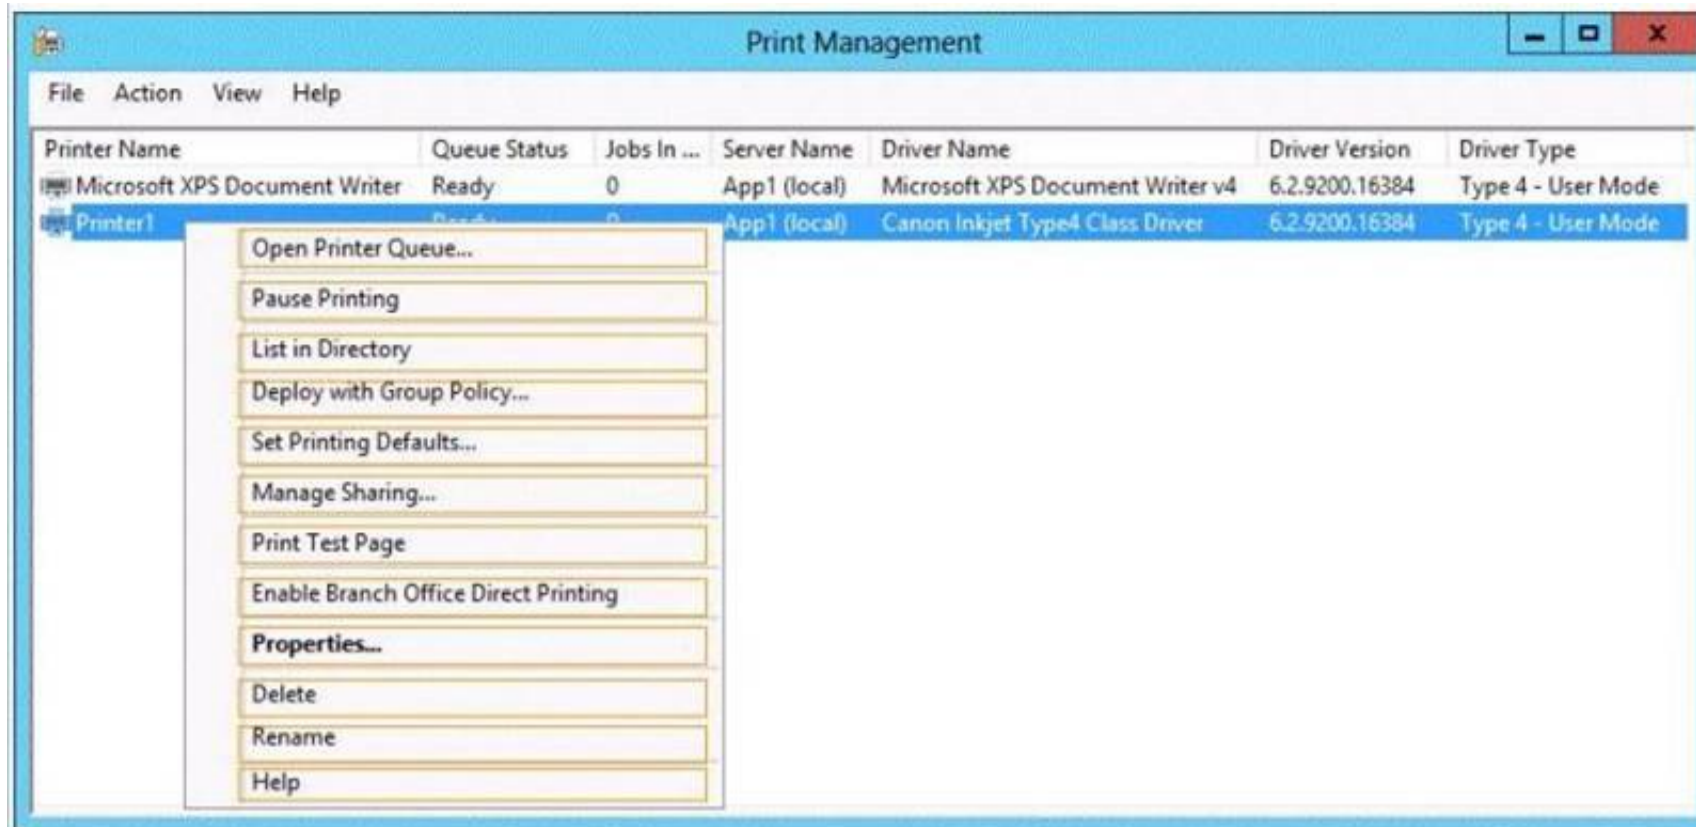 Print Management
File Action View Help
Printer Name Queue Status Jobs In ... Server Name Driver Name Driver Version Driver Type
Microsoft XPS Document Writer Ready 0 App1 (local) Microsoft XPS Document Writer v4 6.2.9200.16384 Type 4 - User Mode
Printer1 Ready 0 App1 (local) Canon Inkjet Type4 Class Driver 6.2.9200.16384 Type 4 - User Mode
Open Printer Queue...
Pause Printing
List in Directory
Deploy with Group Policy...
Set Printing Defaults...
Manage Sharing...
Print Test Page
Enable Branch Office Direct Printing
Properties...
Delete
Rename
Help